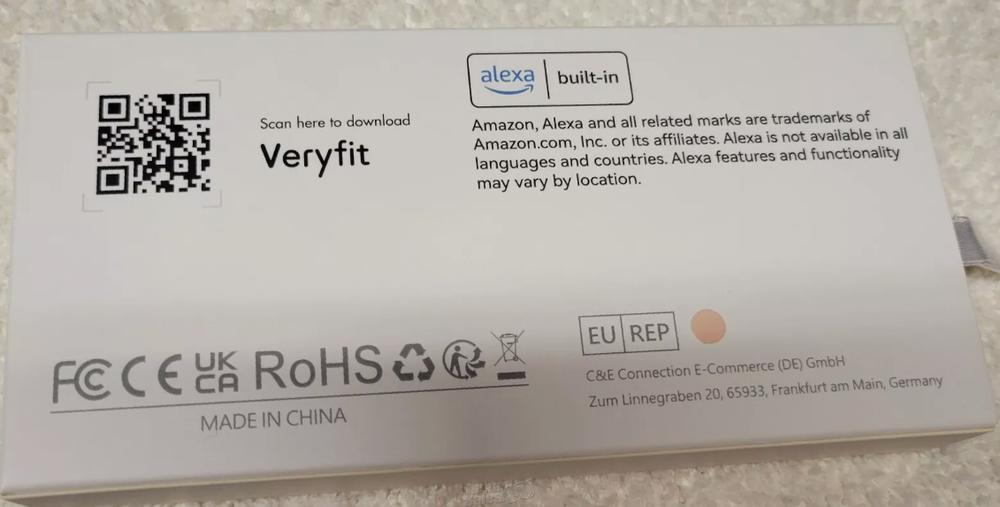 Scan here to download
Veryfit
alexa built-in
Amazon, Alexa and all related marks are trademarks of
Amazon.com, Inc. or its affiliates. Alexa is not available in all
languages and countries. Alexa features and functionality
may vary by location.
FC CE UK CA RoHS
MADE IN CHINA
EU REP
C&E Connection E-Commerce (DE) GmbH
Zum Linnegraben 20, 65933, Frankfurt am Main, Germany